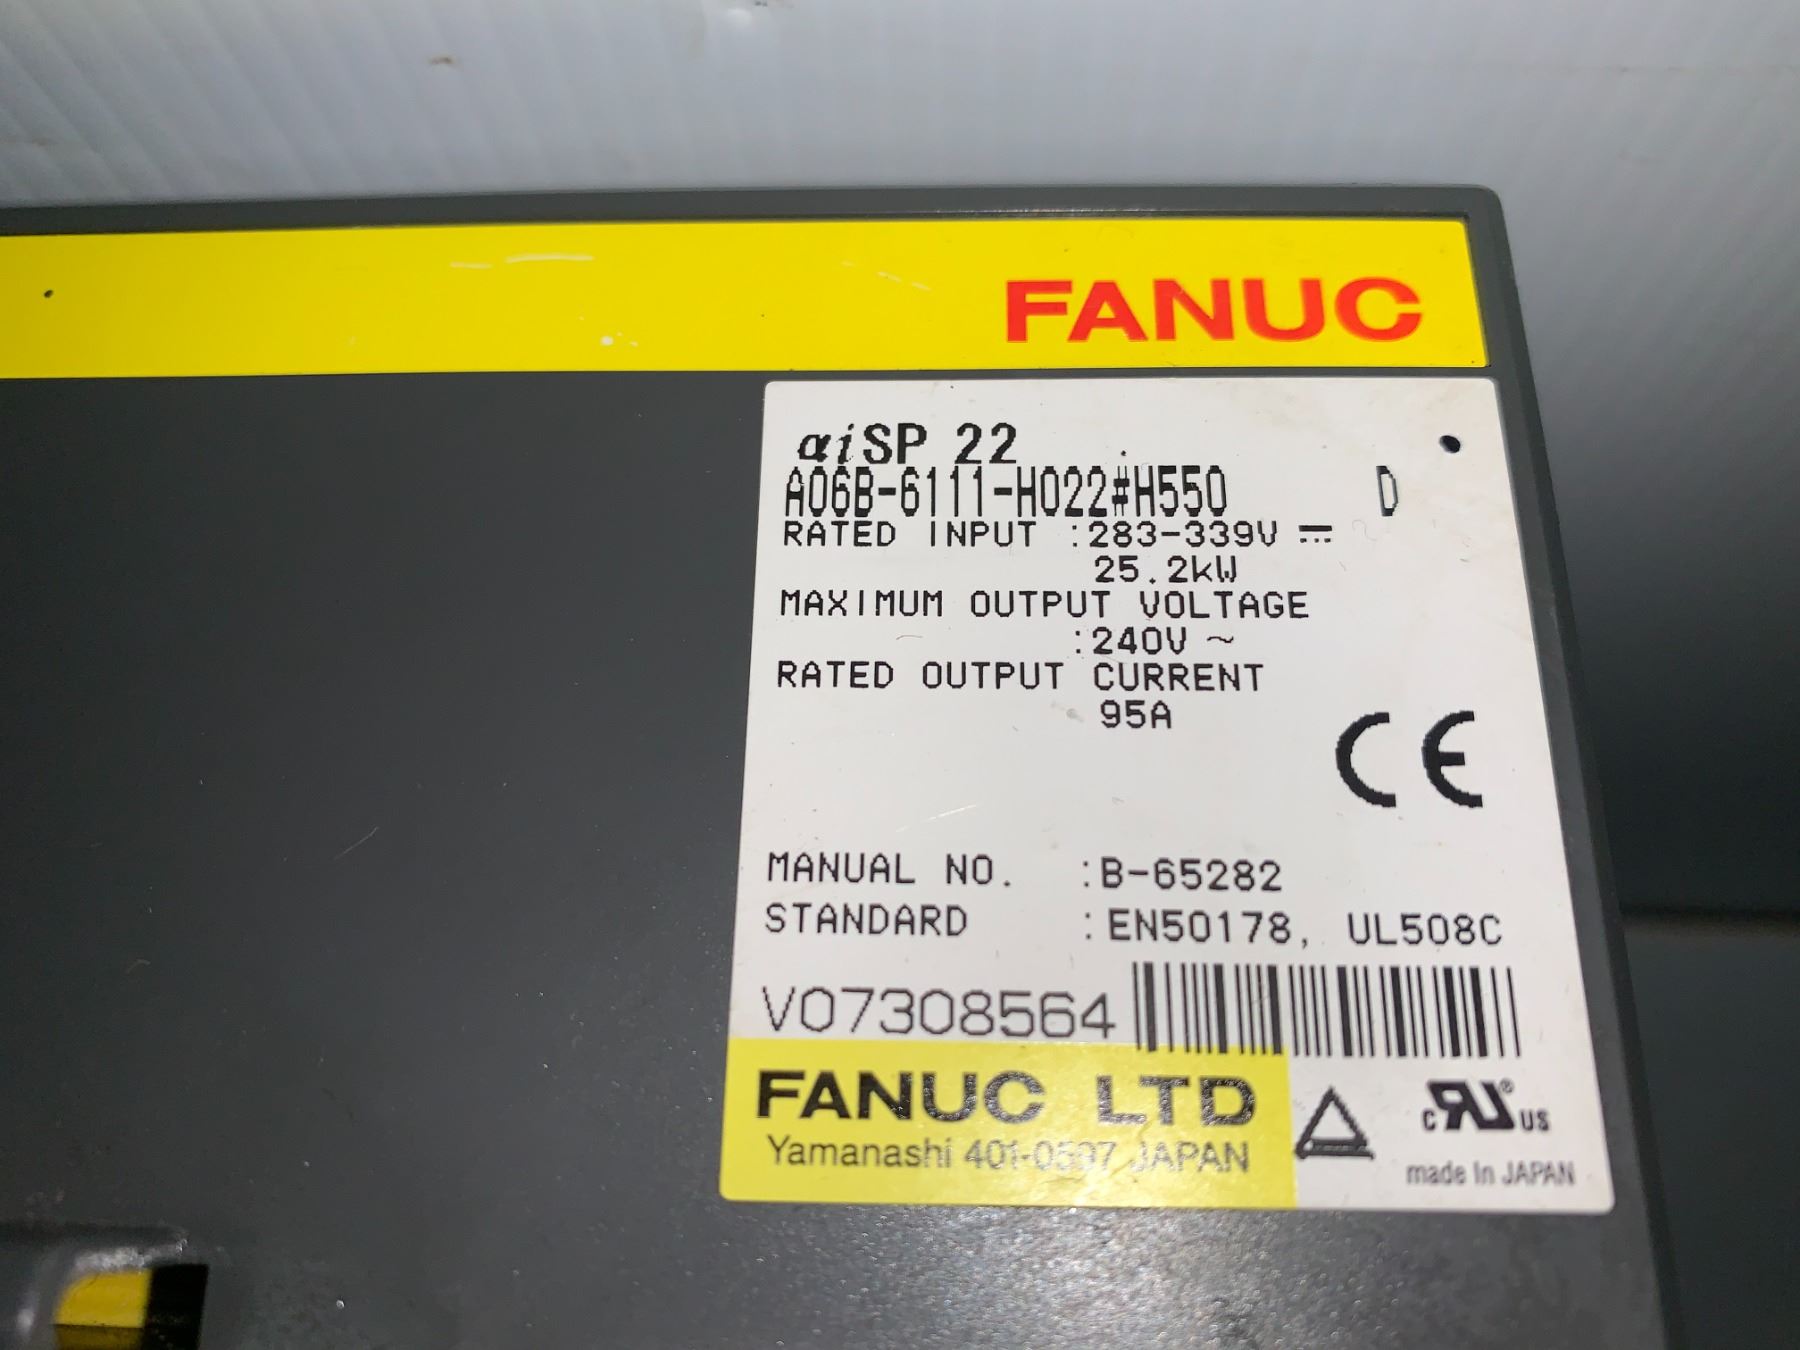 FANUC
αiSP 22
A06B-6111-H022#H550 D
RATED INPUT :283-339V ⎓
25.2kW
MAXIMUM OUTPUT VOLTAGE
:240V ~
RATED OUTPUT CURRENT
95A
CE
MANUAL NO. :B-65282
STANDARD :EN50178, UL508C
V07308564
FANUC LTD
Yamanashi 401-0597 JAPAN
c RU ® US
made in JAPAN